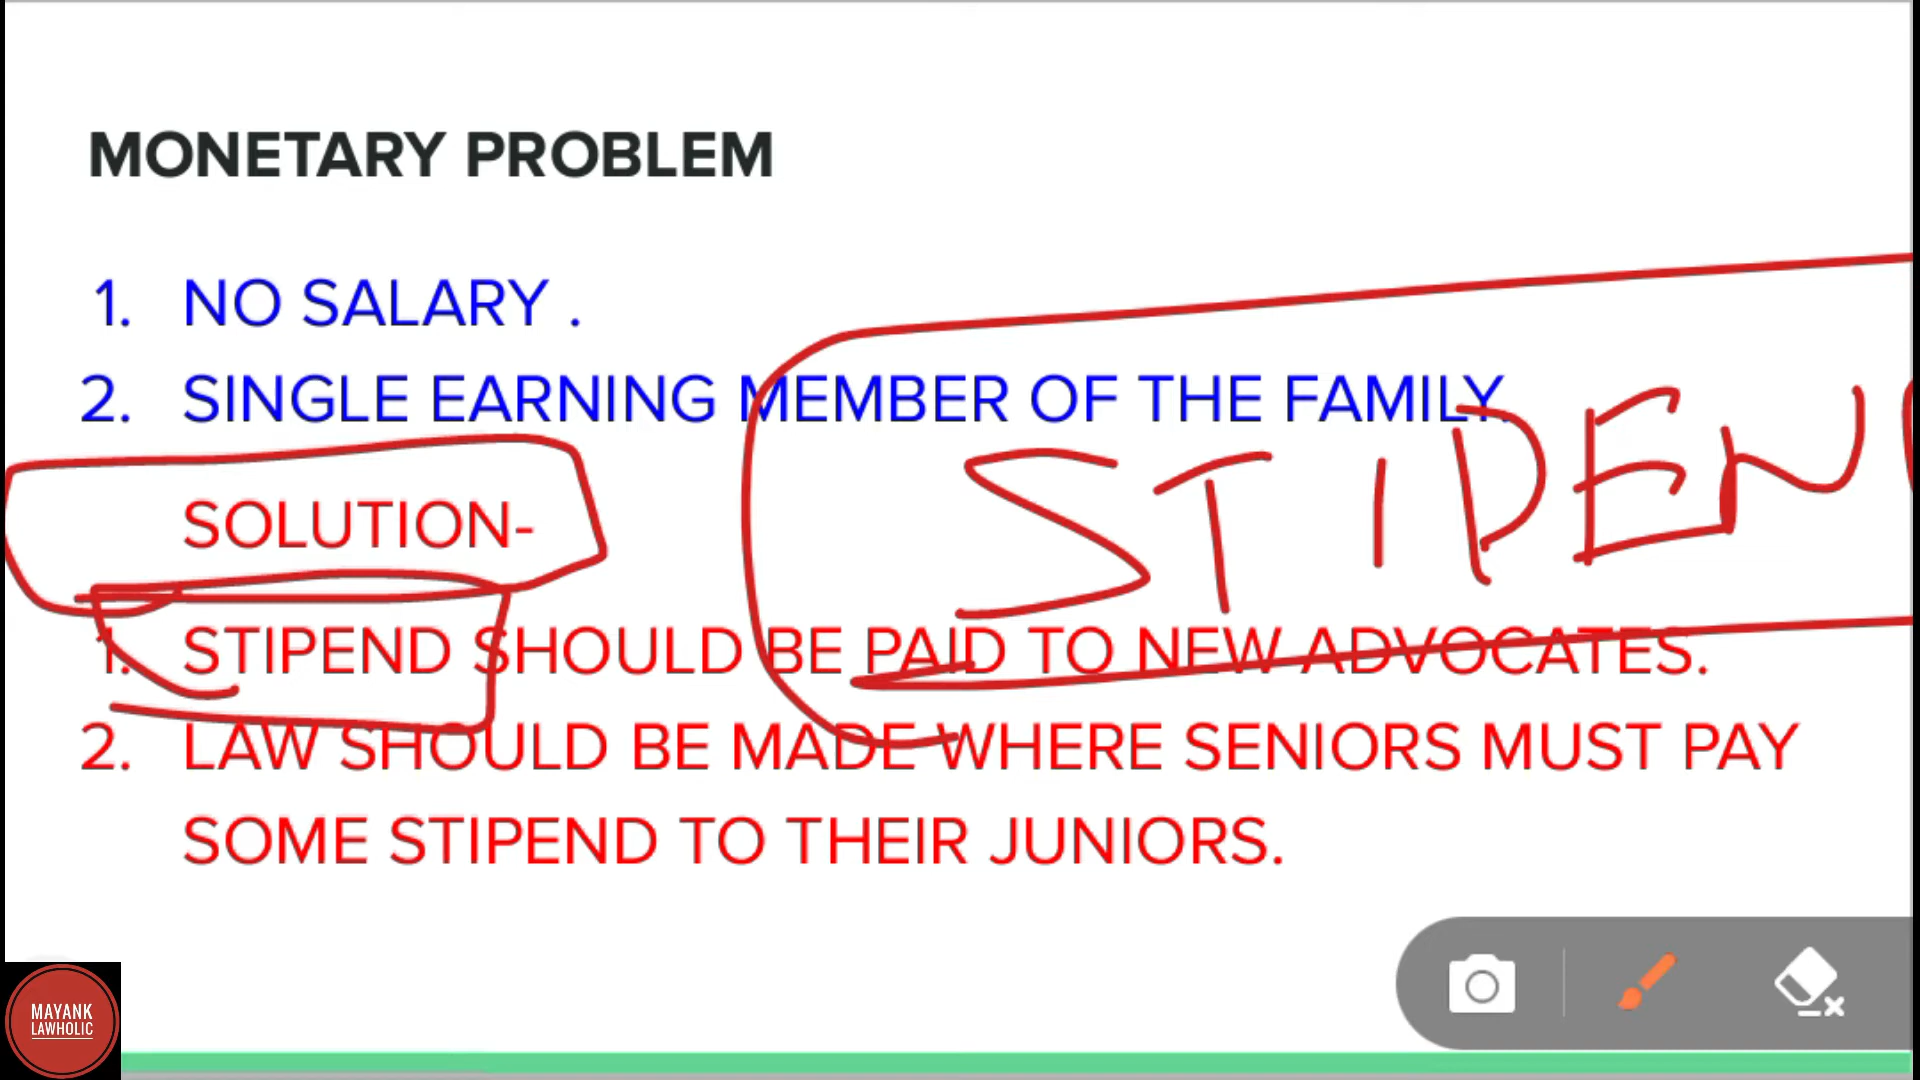 MONETARY PROBLEM
1. NO SALARY .
2. SINGLE EARNING MEMBER OF THE FAMILY
SOLUTION-
STIPEN
1. STIPEND SHOULD BE PAID TO NEW ADVOCATES.
2. LAW SHOULD BE MADE WHERE SENIORS MUST PAY
SOME STIPEND TO THEIR JUNIORS.
MAYANK
LAWHOLIC